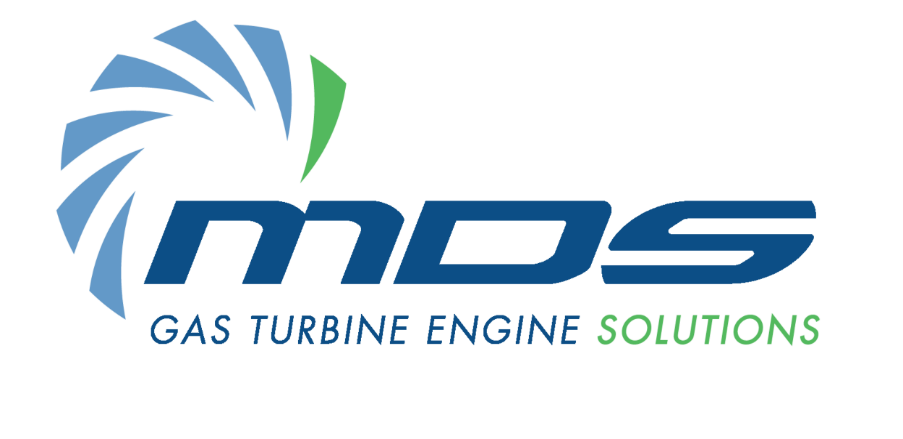 MDS
GAS TURBINE ENGINE SOLUTIONS